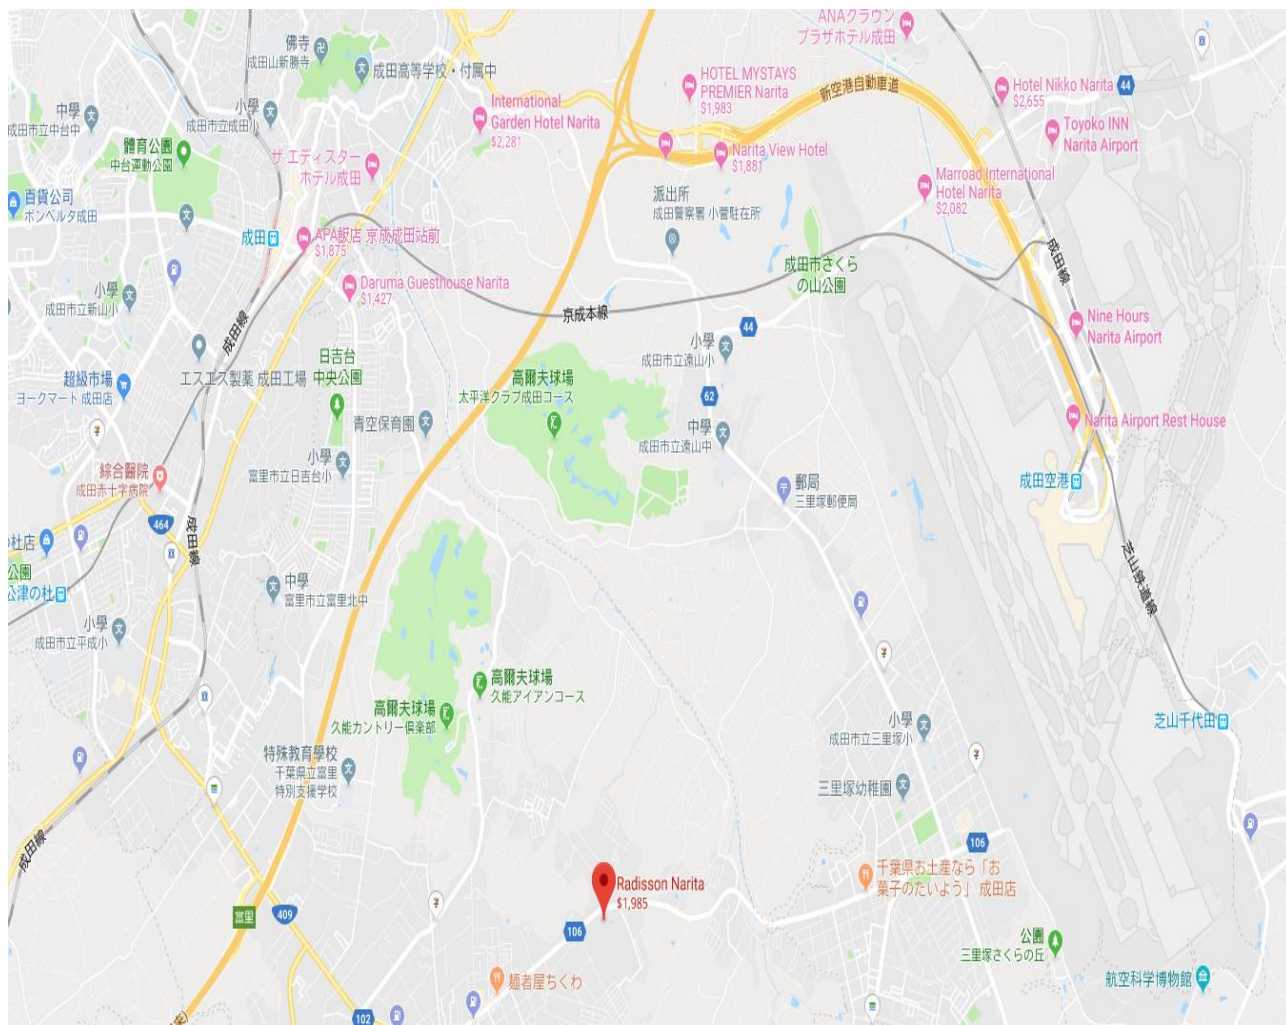 ANAクラウン
プラザホテル成田
佛寺
成田山新勝寺
成田高等学校・付属中
HOTEL MYSTAYS
PREMIER Narita
$1,983
新空港自動車道
Hotel Nikko Narita
$2,655
44
中學
成田市立中台中
小學
成田市立成田小
International
Garden Hotel Narita
$2,281
Toyoko INN
Narita Airport
體育公園
中台運動公園
ザ エディスター
ホテル成田
Narita View Hotel
$1,881
Marroad International
Hotel Narita
$2,082
百貨公司
ボンベルタ成田
派出所
成田警察署 小菅駐在所
成田
APA飯店 京成成田站前
$1,875
成田線
成田市さくら
の山公園
小學
成田市立新山小
Daruma Guesthouse Narita
$1,427
京成本線
44
Nine Hours
Narita Airport
成田線
エスエス製薬 成田工場
日吉台
中央公園
小學
成田市立遠山小
超級市場
ヨークマート 成田店
高爾夫球場
太平洋クラブ成田コース
62
青空保育園
中學
成田市立遠山中
Narita Airport Rest House
小學
富里市立日吉台小
綜合醫院
成田赤十字病院
郵局
三里塚郵便局
成田空港
464
成田線
杜店
公園
公津の杜
芝山鉄道線
中學
富里市立富里北中
小學
成田市立平成小
高爾夫球場
久能アイアンコース
高爾夫球場
久能カントリー倶楽部
小學
成田市立三里塚小
芝山千代田
特殊教育學校
千葉県立富里
特別支援学校
三里塚幼稚園
成田線
106
千葉県お土産なら「お
菓子のたいよう」 成田店
Radisson Narita
$1,985
富里
409
106
公園
三里塚さくらの丘
麺者屋ちくわ
航空科学博物館
102